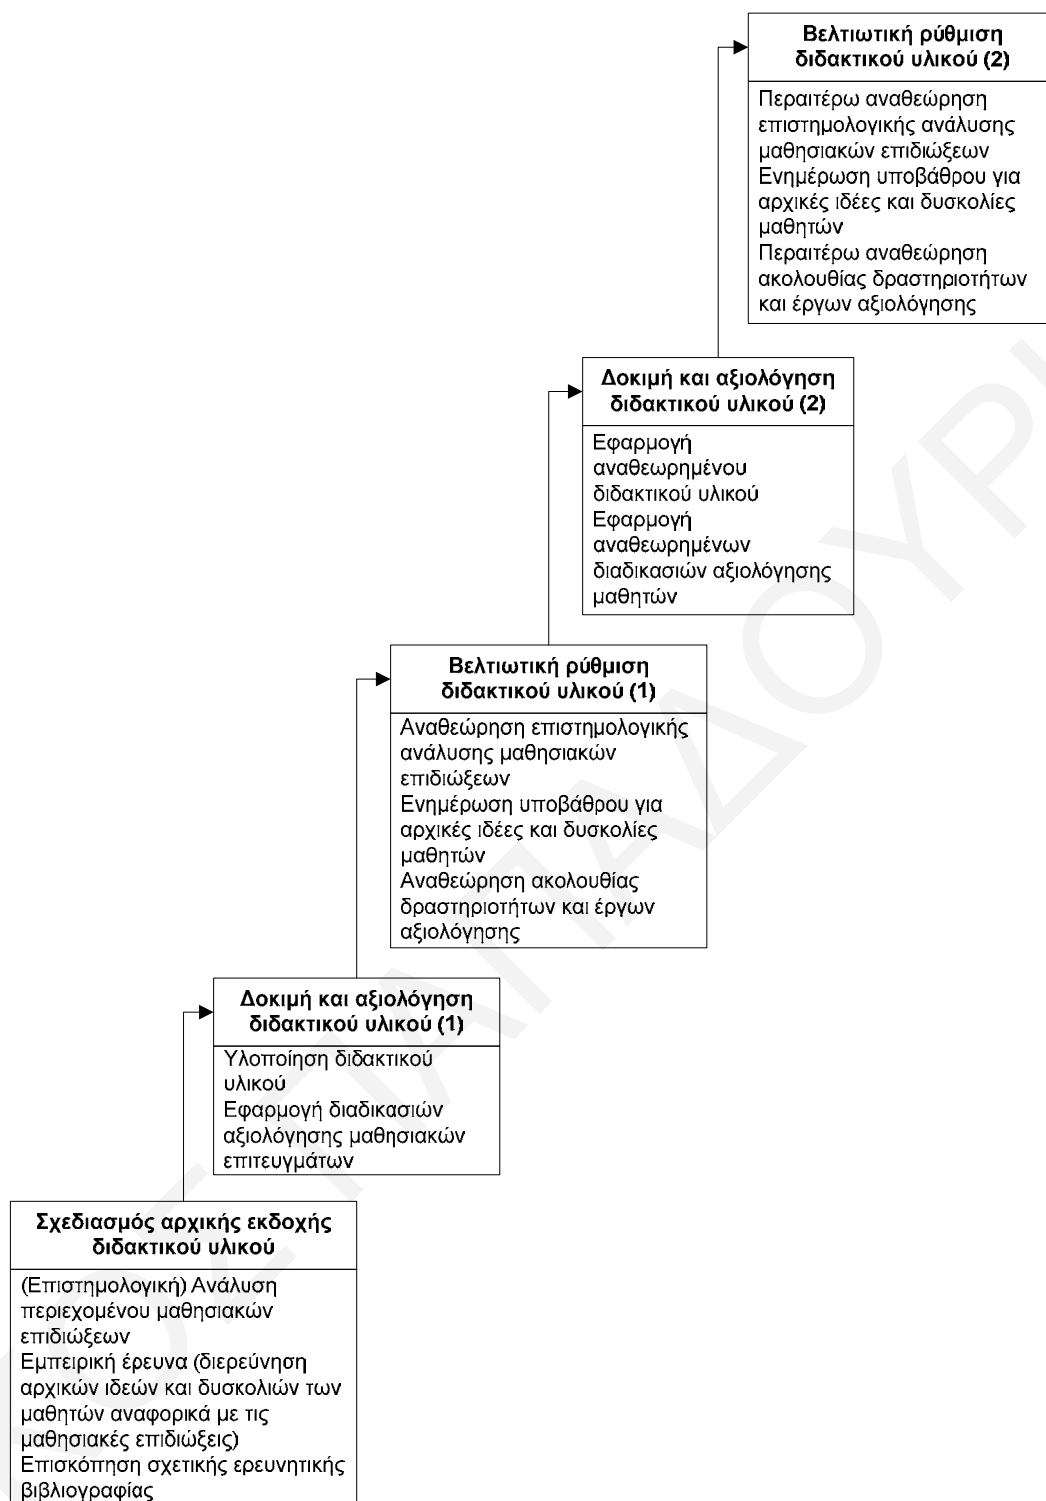 Βελτιωτική ρύθμιση
διδακτικού υλικού (2)
Περαιτέρω αναθεώρηση
επιστημολογικής ανάλυσης
μαθησιακών επιδιώξεων
Ενημέρωση υποβάθρου για
αρχικές ιδέες και δυσκολίες
μαθητών
Περαιτέρω αναθεώρηση
ακολουθίας δραστηριοτήτων
και έργων αξιολόγησης
Δοκιμή και αξιολόγηση
διδακτικού υλικού (2)
Εφαρμογή
αναθεωρημένου
διδακτικού υλικού
Εφαρμογή
αναθεωρημένων
διαδικασιών αξιολόγησης
μαθητών
Βελτιωτική ρύθμιση
διδακτικού υλικού (1)
Αναθεώρηση επιστημολογικής
ανάλυσης μαθησιακών
επιδιώξεων
Ενημέρωση υποβάθρου για
αρχικές ιδέες και δυσκολίες
μαθητών
Αναθεώρηση ακολουθίας
δραστηριοτήτων και έργων
αξιολόγησης
Δοκιμή και αξιολόγηση
διδακτικού υλικού (1)
Υλοποίηση διδακτικού
υλικού
Εφαρμογή διαδικασιών
αξιολόγησης μαθησιακών
επιτευγμάτων
Σχεδιασμός αρχικής εκδοχής
διδακτικού υλικού
(Επιστημολογική) Ανάλυση
περιεχομένου μαθησιακών
επιδιώξεων
Εμπειρική έρευνα (διερεύνηση
αρχικών ιδεών και δυσκολιών των
μαθητών αναφορικά με τις
μαθησιακές επιδιώξεις)
Επισκόπηση σχετικής ερευνητικής
βιβλιογραφίας